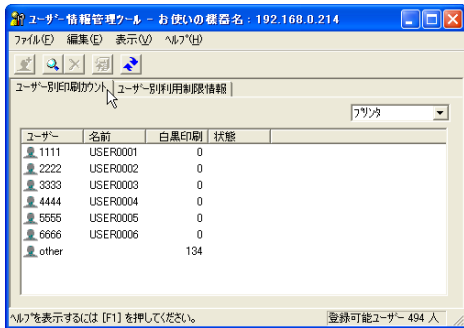 ユーザー情報管理ツール - お使いの機器名 : 192.168.0.214
ファイル(F) 編集(E) 表示(V) ヘルプ(H)
ユーザー別印刷カウント ユーザー別利用制限情報
プリンタ
ユーザー 名前 白黒印刷 状態
1111 USER0001 0
2222 USER0002 0
3333 USER0003 0
4444 USER0004 0
5555 USER0005 0
6666 USER0006 0
other 134
ヘルプを表示するには [F1] を押してください。 登録可能ユーザー 494 人